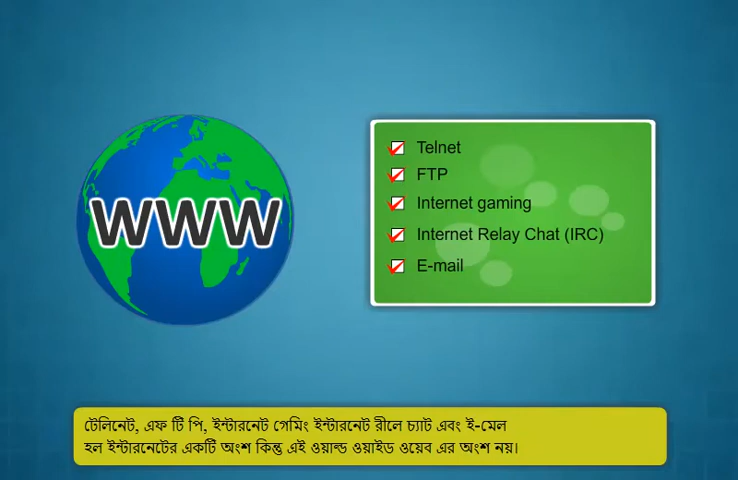 WWW
Telnet
FTP
Internet gaming
Internet Relay Chat (IRC)
E-mail
টেলিনেট, এফ টি পি, ইন্টারনেট গেমিং ইন্টারনেট রীলে চ্যাট এবং ই-মেল
হল ইন্টারনেটের একটি অংশ কিন্তু এই ওয়াল্ড ওয়াইড ওয়েব এর অংশ নয়।